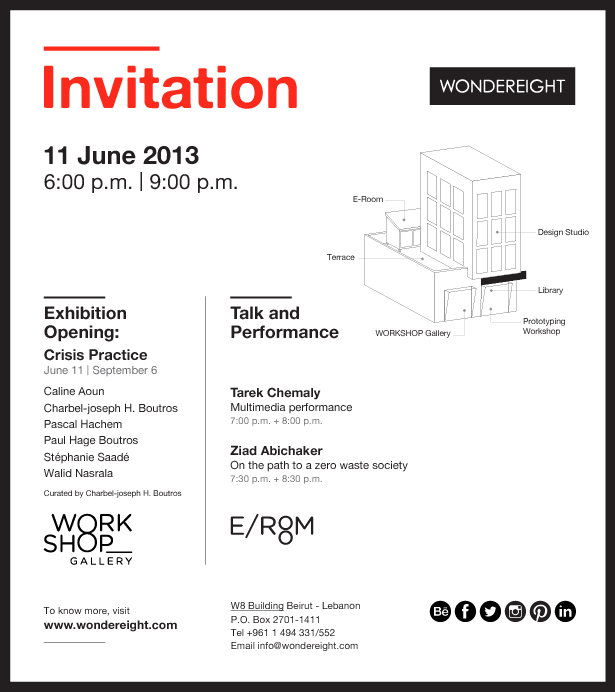 Invitation
WONDEREIGHT
11 June 2013
6:00 p.m. | 9:00 p.m.
E-Room
Design Studio
Terrace
Library
Prototyping
Workshop
WORKSHOP Gallery
Exhibition
Opening:
Crisis Practice
June 11 | September 6
Caline Aoun
Charbel-joseph H. Boutros
Pascal Hachem
Paul Hage Boutros
Stéphanie Saadé
Walid Nasrala
Curated by Charbel-joseph H. Boutros
WORK
SHOP_
GALLERY
Talk and
Performance
Tarek Chemaly
Multimedia performance
7:00 p.m. + 8:00 p.m.
Ziad Abichaker
On the path to a zero waste society
7:30 p.m. + 8:30 p.m.
E/ROOM
To know more, visit
www.wondereight.com
W8 Building Beirut - Lebanon
P.O. Box 2701-1411
Tel +961 1 494 331/552
Email info@wondereight.com
Bē f in